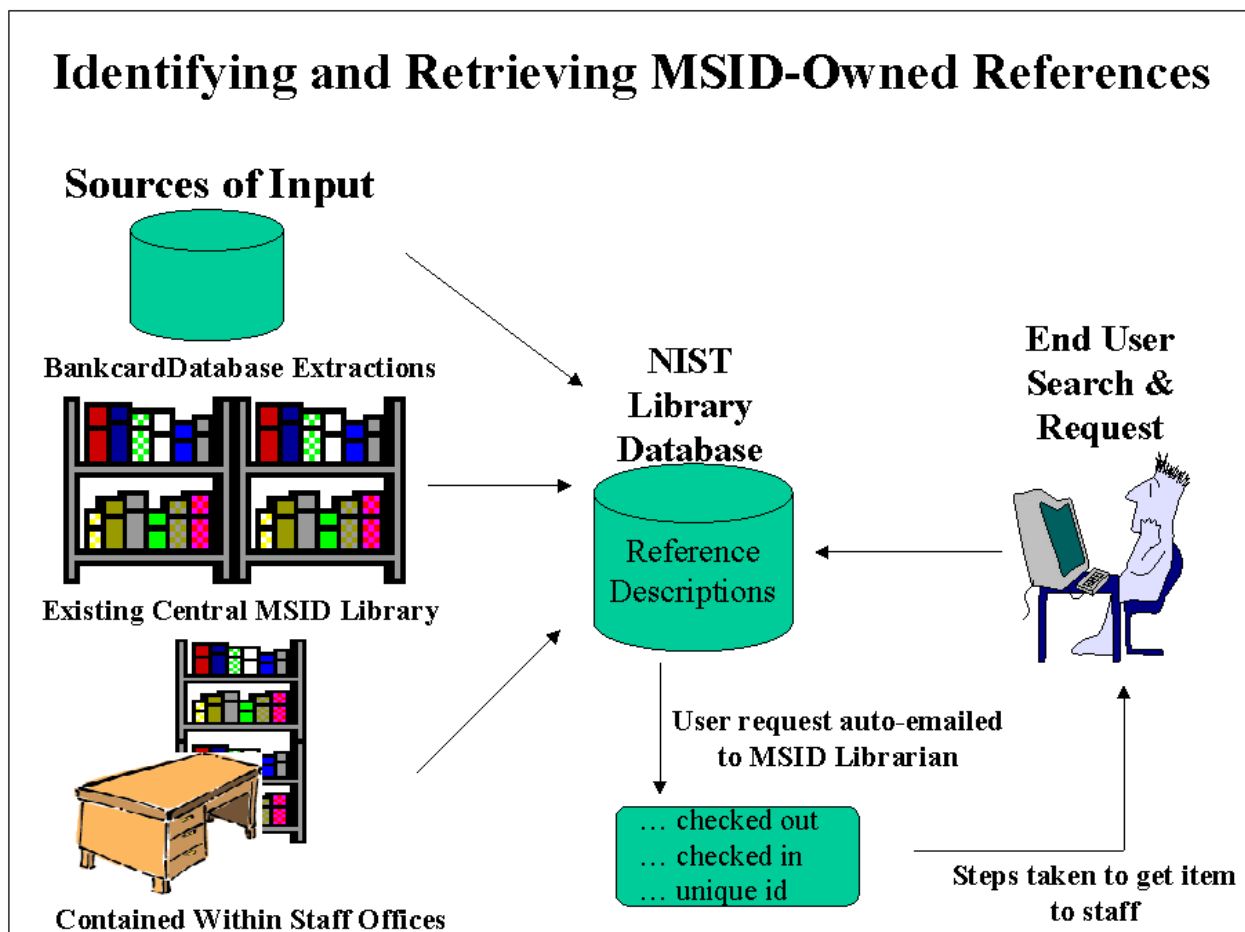 Identifying and Retrieving MSID-Owned References
Sources of Input
BankcardDatabase Extractions
Existing Central MSID Library
Contained Within Staff Offices
NIST
Library
Database
Reference
Descriptions
End User
Search &
Request
User request auto-emailed
to MSID Librarian
… checked out
… checked in
… unique id
Steps taken to get item
to staff